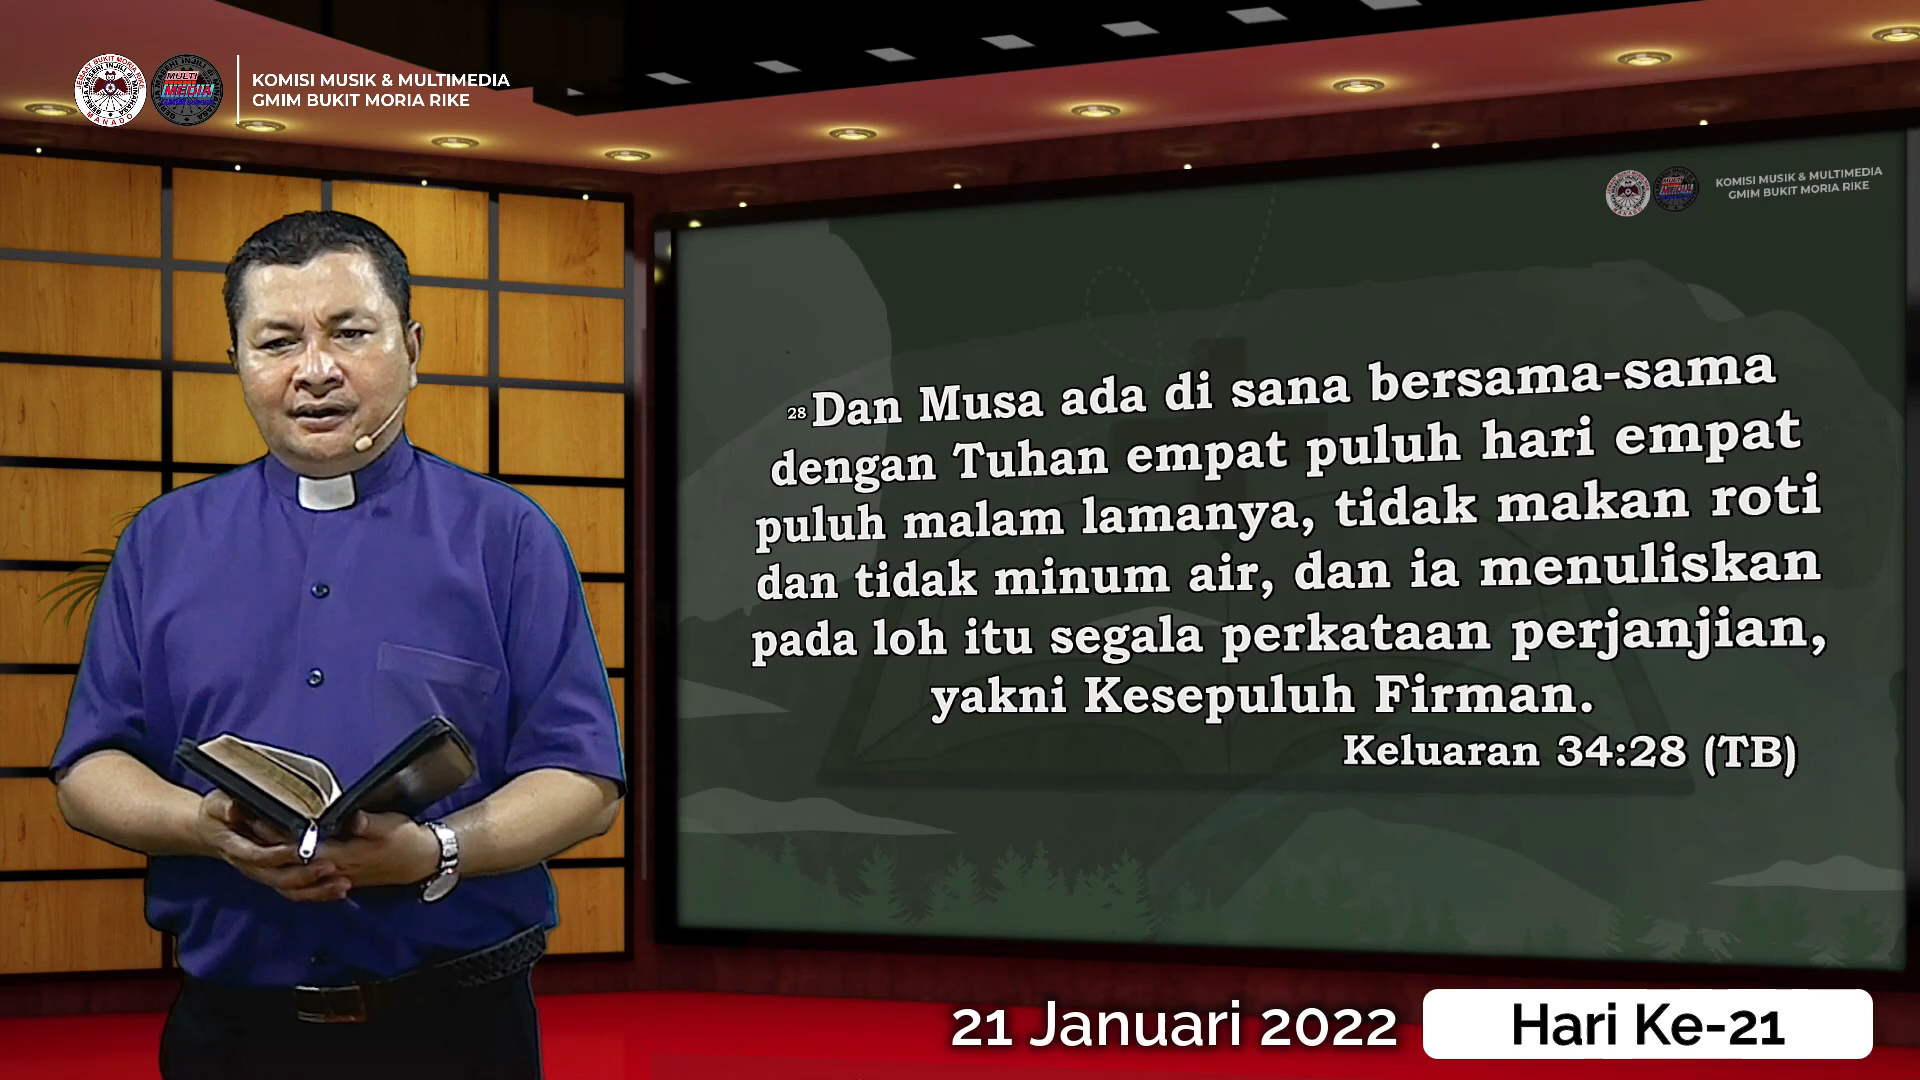 KOMISI MUSIK & MULTIMEDIA
GMIM BUKIT MORIA RIKE
MULTI
MEDIA
MANADO
KOMISI MUSIK & MULTIMEDIA
GMIM BUKIT MORIA RIKE
28 Dan Musa ada di sana bersama-sama
dengan Tuhan empat puluh hari empat
puluh malam lamanya, tidak makan roti
dan tidak minum air, dan ia menuliskan
pada loh itu segala perkataan perjanjian,
yakni Kesepuluh Firman.
Keluaran 34:28 (TB)
21 Januari 2022
Hari Ke-21